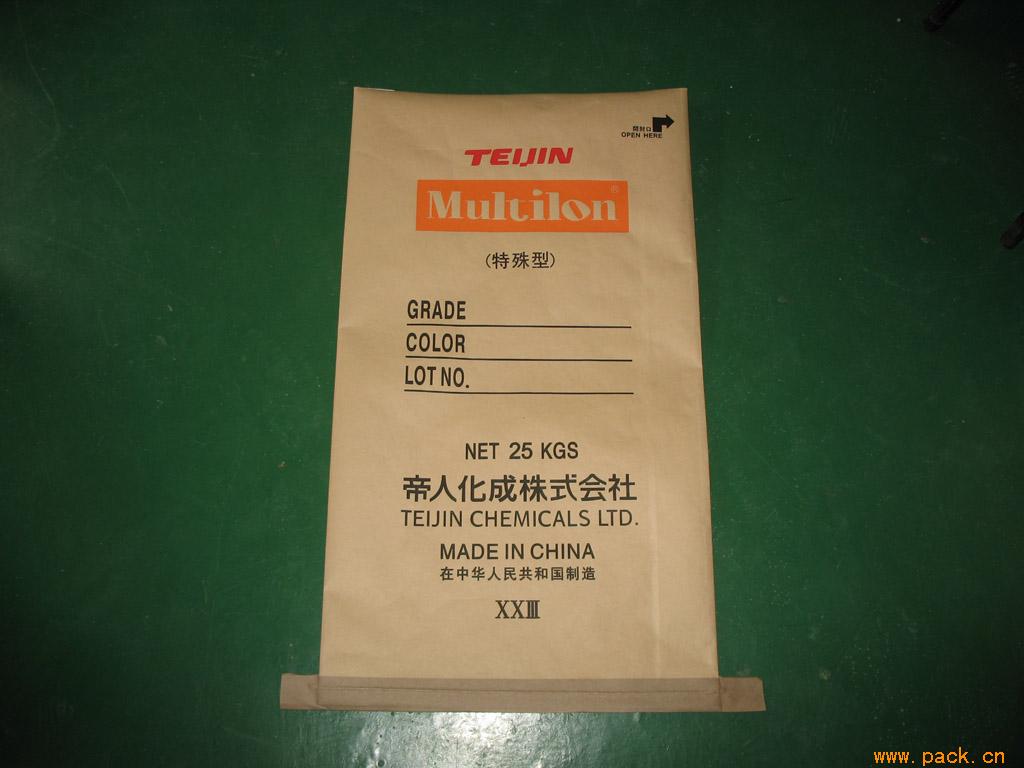 開封口
OPEN HERE
TEIJIN
Multilon®
(特殊型)
GRADE
COLOR
LOT NO.
NET 25 KGS
帝人化成株式会社
TEIJIN CHEMICALS LTD.
MADE IN CHINA
在中华人民共和国制造
XXIII
www.pack.cn